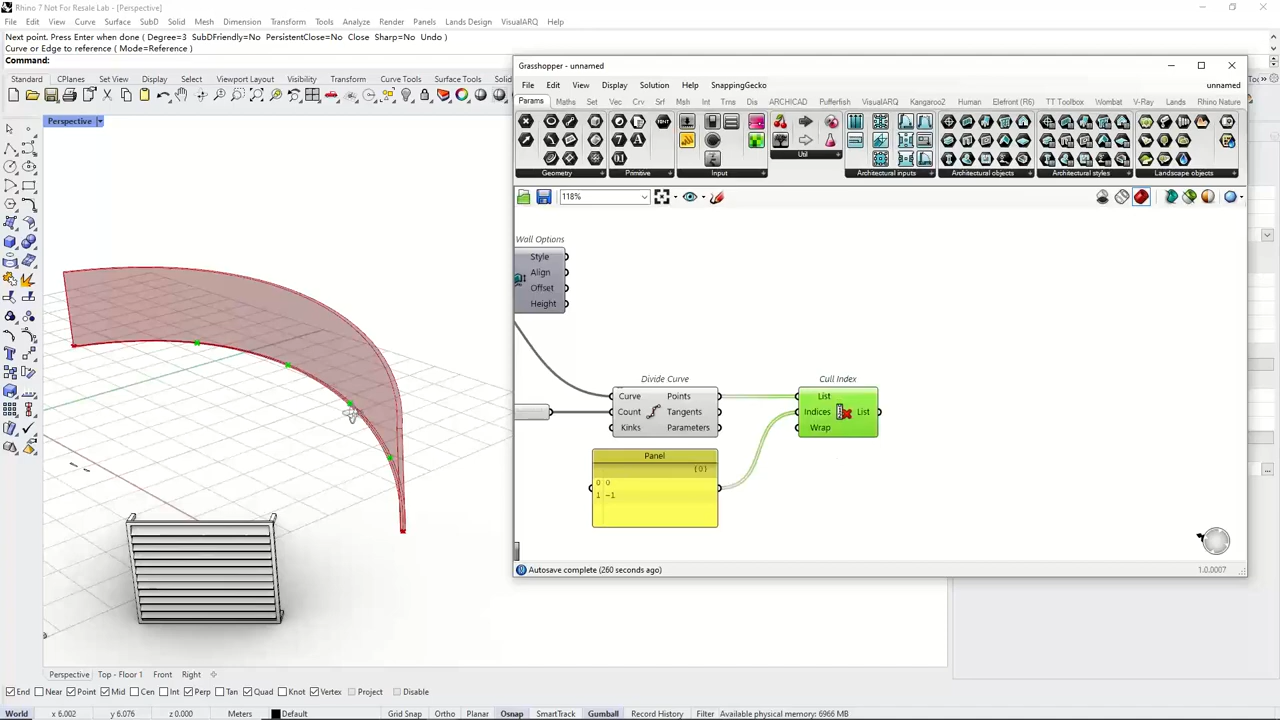 Rhino 7 Not For Resale Lab - [Perspective]
File Edit View Curve Surface SubD Solid Mesh Dimension Transform Tools Analyze Render Panels Lands Design VisualARQ Help
Next point. Press Enter when done ( Degree=3 SubDFriendly=No PersistentClose=No Close Sharp=No Undo )
Curve or Edge to reference ( Mode=Reference )
Command:
Standard CPlanes Set View Display Select Viewport Layout Visibility Transform Curve Tools Surface Tools Solid
Perspective
Grasshopper - unnamed
File Edit View Display Solution Help SnappingGecko unnamed
Params Maths Set Vec Crv Srf Msh Int Trns Dis ARCHICAD Pufferfish VisualARQ Kangaroo2 Human Elefront (R6) TT Toolbox Wombat V-Ray Lands Rhino Nature
Geometry Primitive Input Util Architectural inputs Architectural objects Architectural styles Landscape objects
118%
Wall Options
Style
Align
Offset
Height
Divide Curve
Curve Points
Count Tangents
Kinks Parameters
Cull Index
List
Indices List
Wrap
Panel
{0}
0 0
1 -1
Autosave complete (260 seconds ago) 1.0.0007
Perspective Top - Floor 1 Front Right
End Near Point Mid Cen Int Perp Tan Quad Knot Vertex Project Disable
World x 6.002 y 6.076 z 0.000 Meters Default Grid Snap Ortho Planar Osnap SmartTrack Gumball Record History Filter Available physical memory: 6966 MB